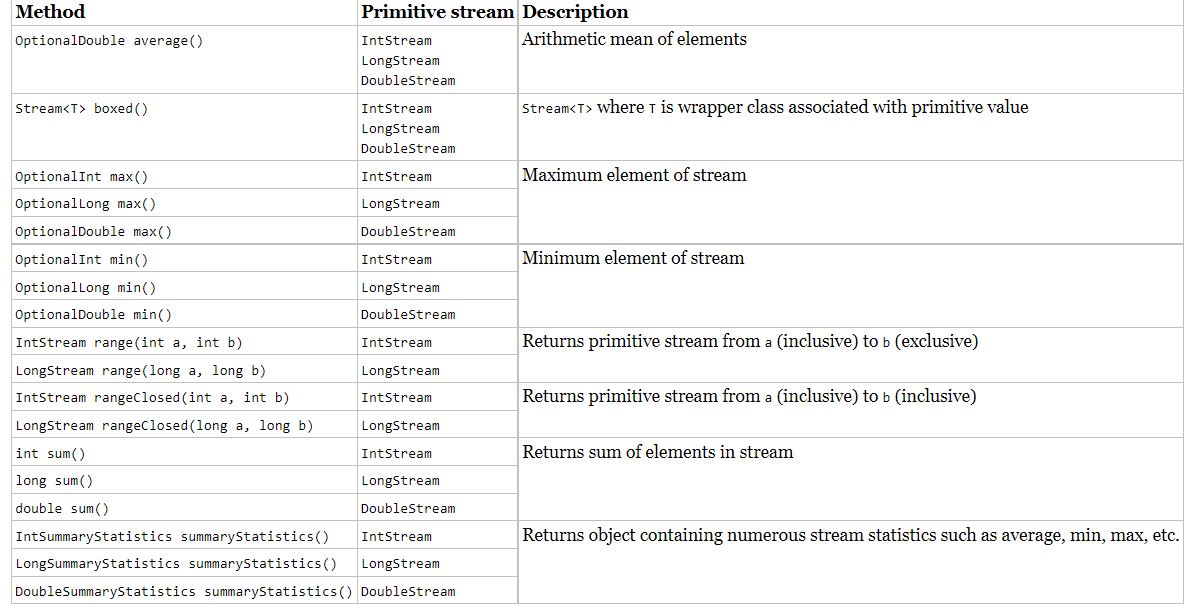 Method Primitive stream Description
OptionalDouble average() IntStream Arithmetic mean of elements
LongStream
DoubleStream
Stream<T> boxed() IntStream Stream<T> where T is wrapper class associated with primitive value
LongStream
DoubleStream
OptionalInt max() IntStream Maximum element of stream
OptionalLong max() LongStream
OptionalDouble max() DoubleStream
OptionalInt min() IntStream Minimum element of stream
OptionalLong min() LongStream
OptionalDouble min() DoubleStream
IntStream range(int a, int b) IntStream Returns primitive stream from a (inclusive) to b (exclusive)
LongStream range(long a, long b) LongStream
IntStream rangeClosed(int a, int b) IntStream Returns primitive stream from a (inclusive) to b (inclusive)
LongStream rangeClosed(long a, long b) LongStream
int sum() IntStream Returns sum of elements in stream
long sum() LongStream
double sum() DoubleStream
IntSummaryStatistics summaryStatistics() IntStream Returns object containing numerous stream statistics such as average, min, max, etc.
LongSummaryStatistics summaryStatistics() LongStream
DoubleSummaryStatistics summaryStatistics() DoubleStream